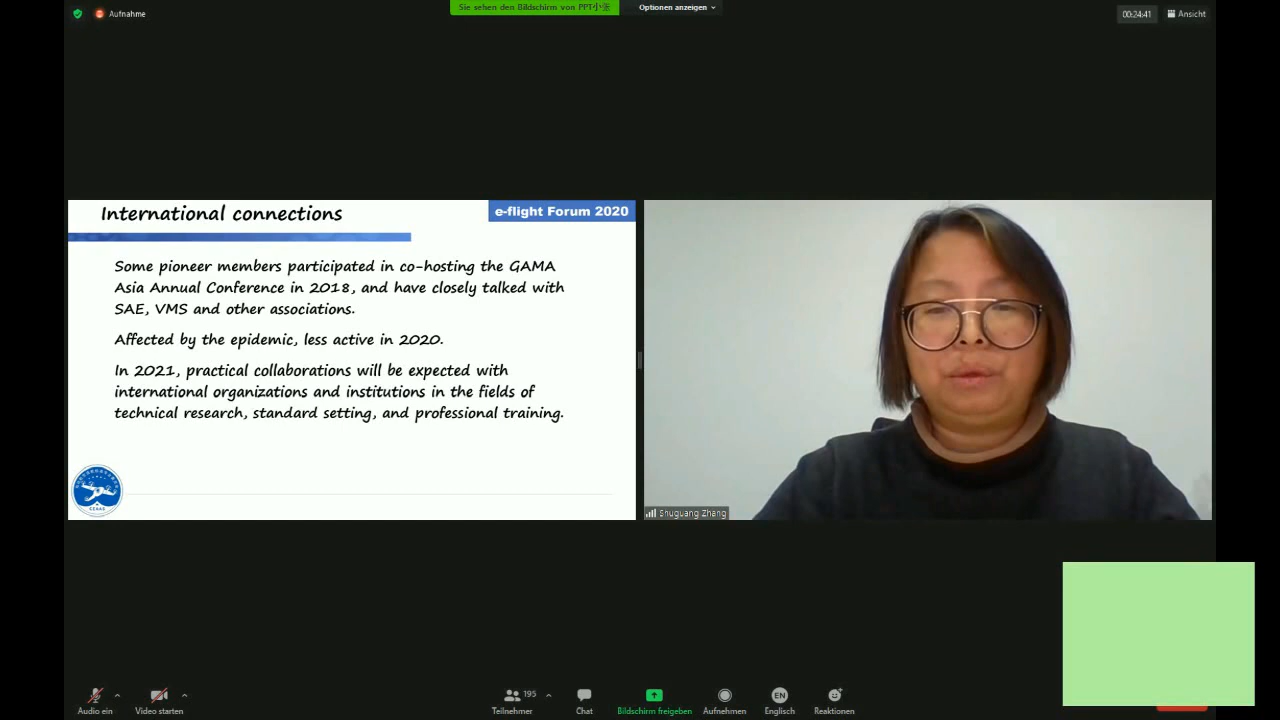 Aufnahme
Sie sehen den Bildschirm von PPT小张
Optionen anzeigen
00:24:41
Ansicht
International connections
e-flight Forum 2020
Some pioneer members participated in co-hosting the GAMA
Asia Annual Conference in 2018, and have closely talked with
SAE, VMS and other associations.
Affected by the epidemic, less active in 2020.
In 2021, practical collaborations will be expected with
international organizations and institutions in the fields of
technical research, standard setting, and professional training.
Shuguang Zhang
Audio ein
Video starten
195
Teilnehmer
Chat
Bildschirm freigeben
Aufnehmen
EN
Englisch
Reaktionen